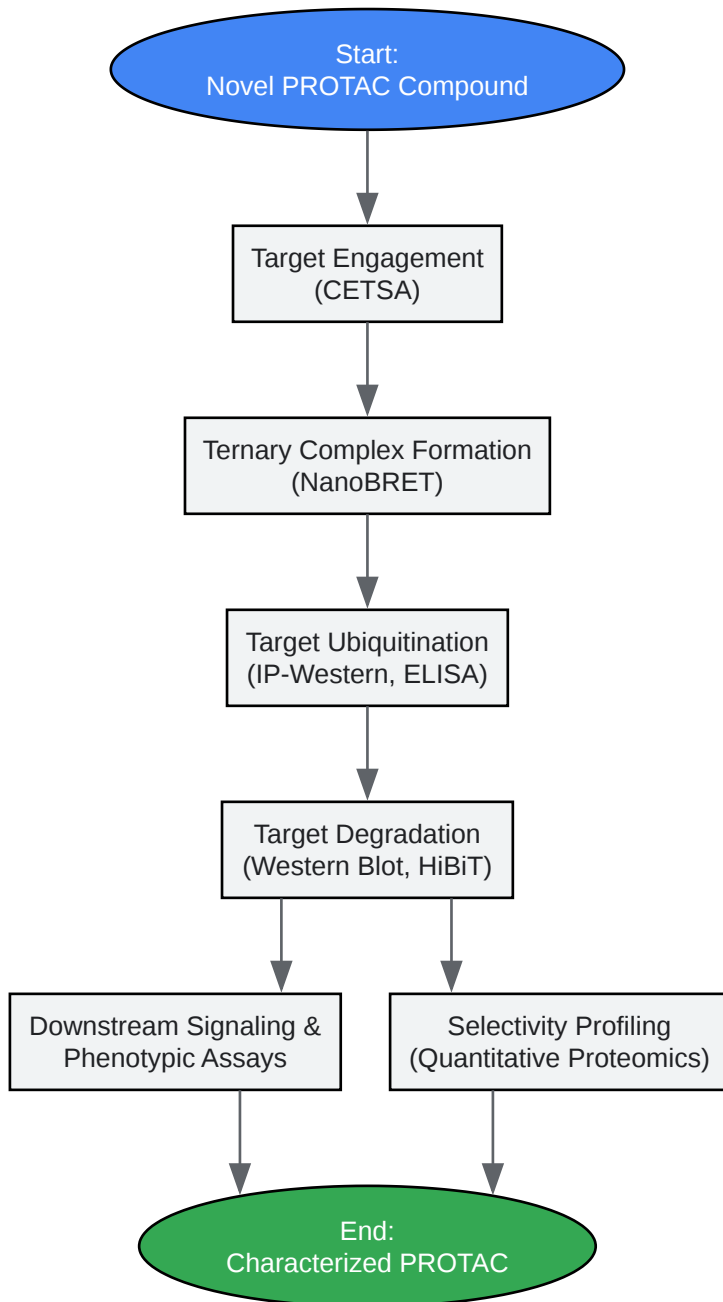 Start:
Novel PROTAC Compound
Target Engagement
(CETSA)
Ternary Complex Formation
(NanoBRET)
Target Ubiquitination
(IP-Western, ELISA)
Target Degradation
(Western Blot, HiBiT)
Downstream Signaling &
Phenotypic Assays
Selectivity Profiling
(Quantitative Proteomics)
End:
Characterized PROTAC